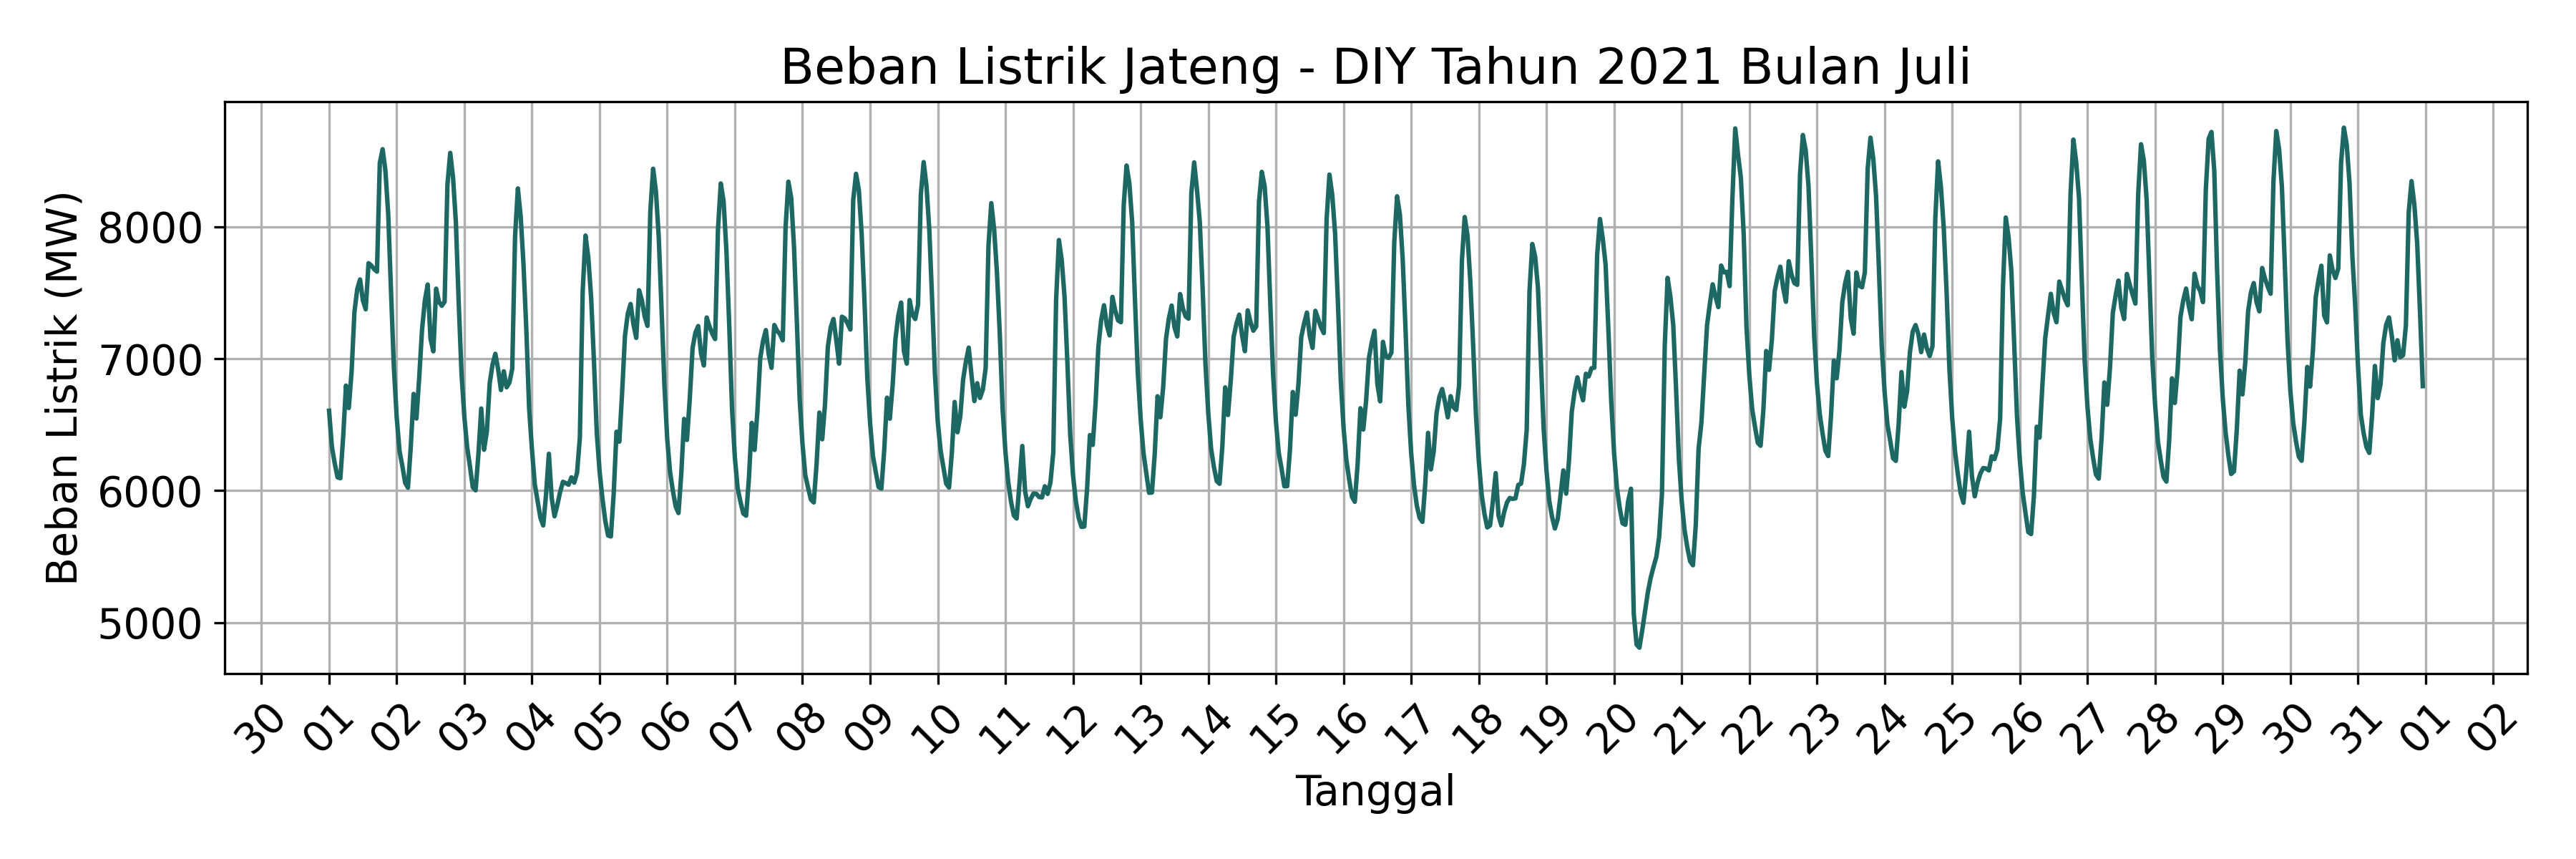 Beban Listrik Jateng - DIY Tahun 2021 Bulan Juli
Beban Listrik (MW)
8000
7000
6000
5000
30 01 02 03 04 05 06 07 08 09 10 11 12 13 14 15 16 17 18 19 20 21 22 23 24 25 26 27 28 29 30 31 01 02
Tanggal